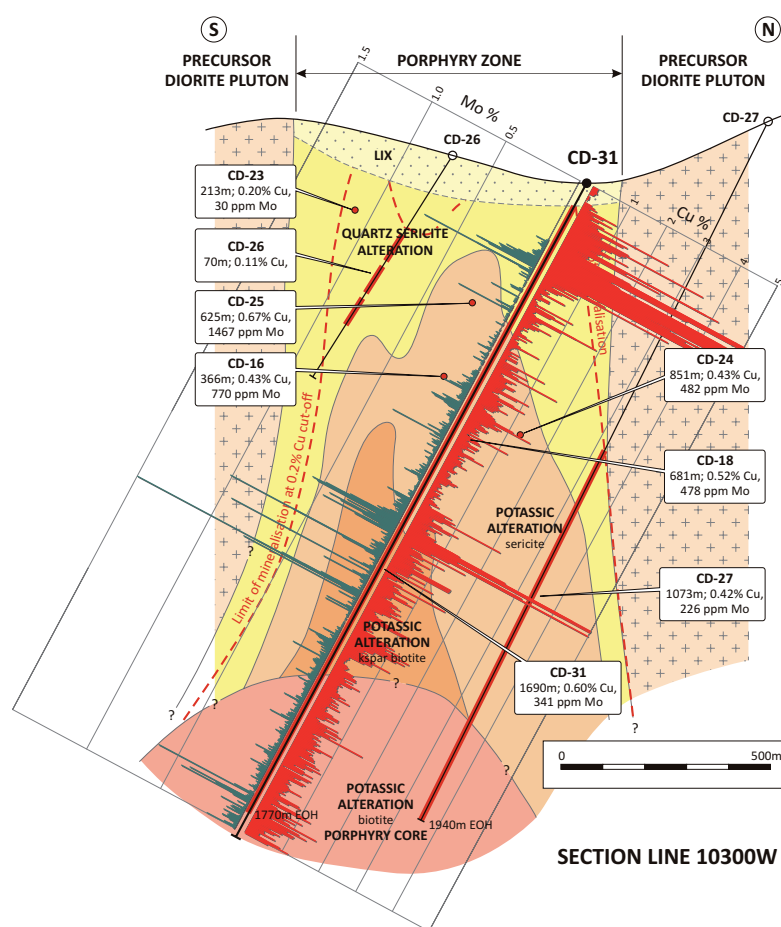 S
N
PRECURSOR
DIORITE PLUTON
PORPHYRY ZONE
PRECURSOR
DIORITE PLUTON
1.5
1.0
0.5
Mo %
CD-27
CD-26
LIX
CD-31
1
2
3
4
5
Cu %
CD-23
213m; 0.20% Cu,
30 ppm Mo
QUARTZ SERICITE
ALTERATION
CD-26
70m; 0.11% Cu,
CD-25
625m; 0.67% Cu,
1467 ppm Mo
CD-16
366m; 0.43% Cu,
770 ppm Mo
alisation
CD-24
851m; 0.43% Cu,
482 ppm Mo
CD-18
681m; 0.52% Cu,
478 ppm Mo
Limit of mineralisation at 0.2% Cu cut-off
POTASSIC
ALTERATION
sericite
?
CD-27
1073m; 0.42% Cu,
226 ppm Mo
POTASSIC
ALTERATION
kspar biotite
CD-31
1690m; 0.60% Cu,
341 ppm Mo
?
?
?
?
?
0
500m
POTASSIC
ALTERATION
biotite
PORPHYRY CORE
1770m EOH
1940m EOH
SECTION LINE 10300W